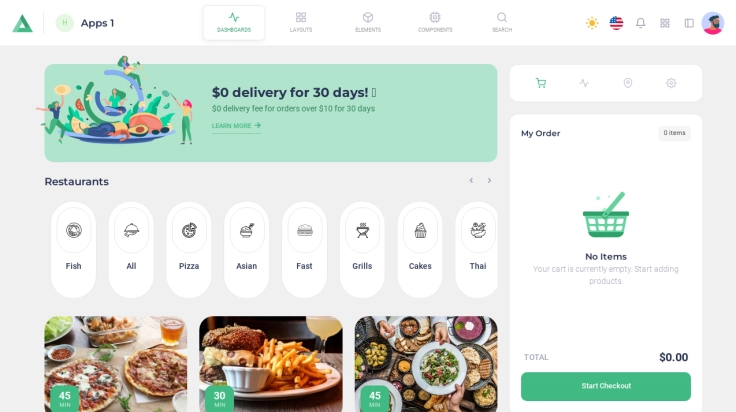 H
Apps 1
DASHBOARDS
LAYOUTS
ELEMENTS
COMPONENTS
SEARCH
$0 delivery for 30 days!
$0 delivery fee for orders over $10 for 30 days
LEARN MORE
Restaurants
Fish
All
Pizza
Asian
Fast
Grills
Cakes
Thai
45
MIN
30
MIN
45
MIN
My Order
0 items
No Items
Your cart is currently empty. Start adding
products.
TOTAL
$0.00
Start Checkout